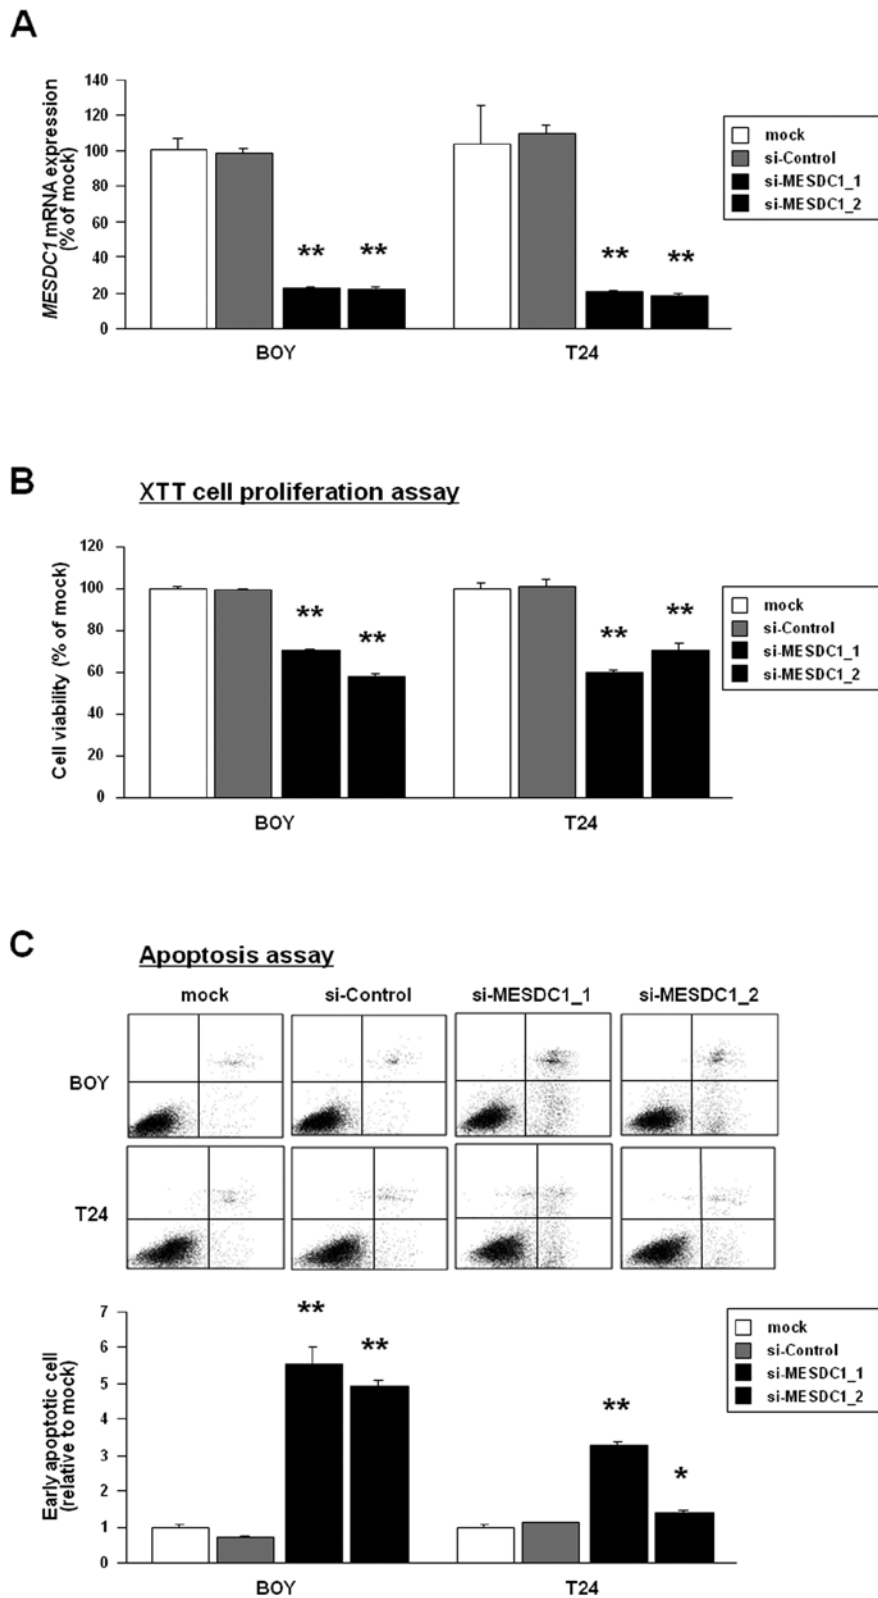 A
MESDC1 mRNA expression
(% of mock)
140
120
100
80
60
40
20
0
** **
** **
BOY
T24
mock
si-Control
si-MESDC1_1
si-MESDC1_2
B
XTT cell proliferation assay
Cell viability (% of mock)
120
100
80
60
40
20
0
**
**
**
**
BOY
T24
mock
si-Control
si-MESDC1_1
si-MESDC1_2
C
Apoptosis assay
mock si-Control si-MESDC1_1 si-MESDC1_2
BOY
T24
Early apoptotic cell
(relative to mock)
7
6
5
4
3
2
1
0
**
**
**
*
BOY
T24
mock
si-Control
si-MESDC1_1
si-MESDC1_2